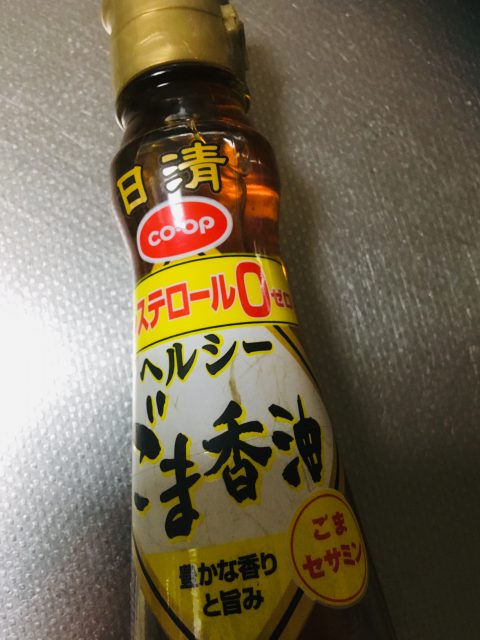 日清
CO·OP
ステロール0ゼロ
ヘルシー
ごま香油
豊かな香り
と旨み
ごま
セサミン